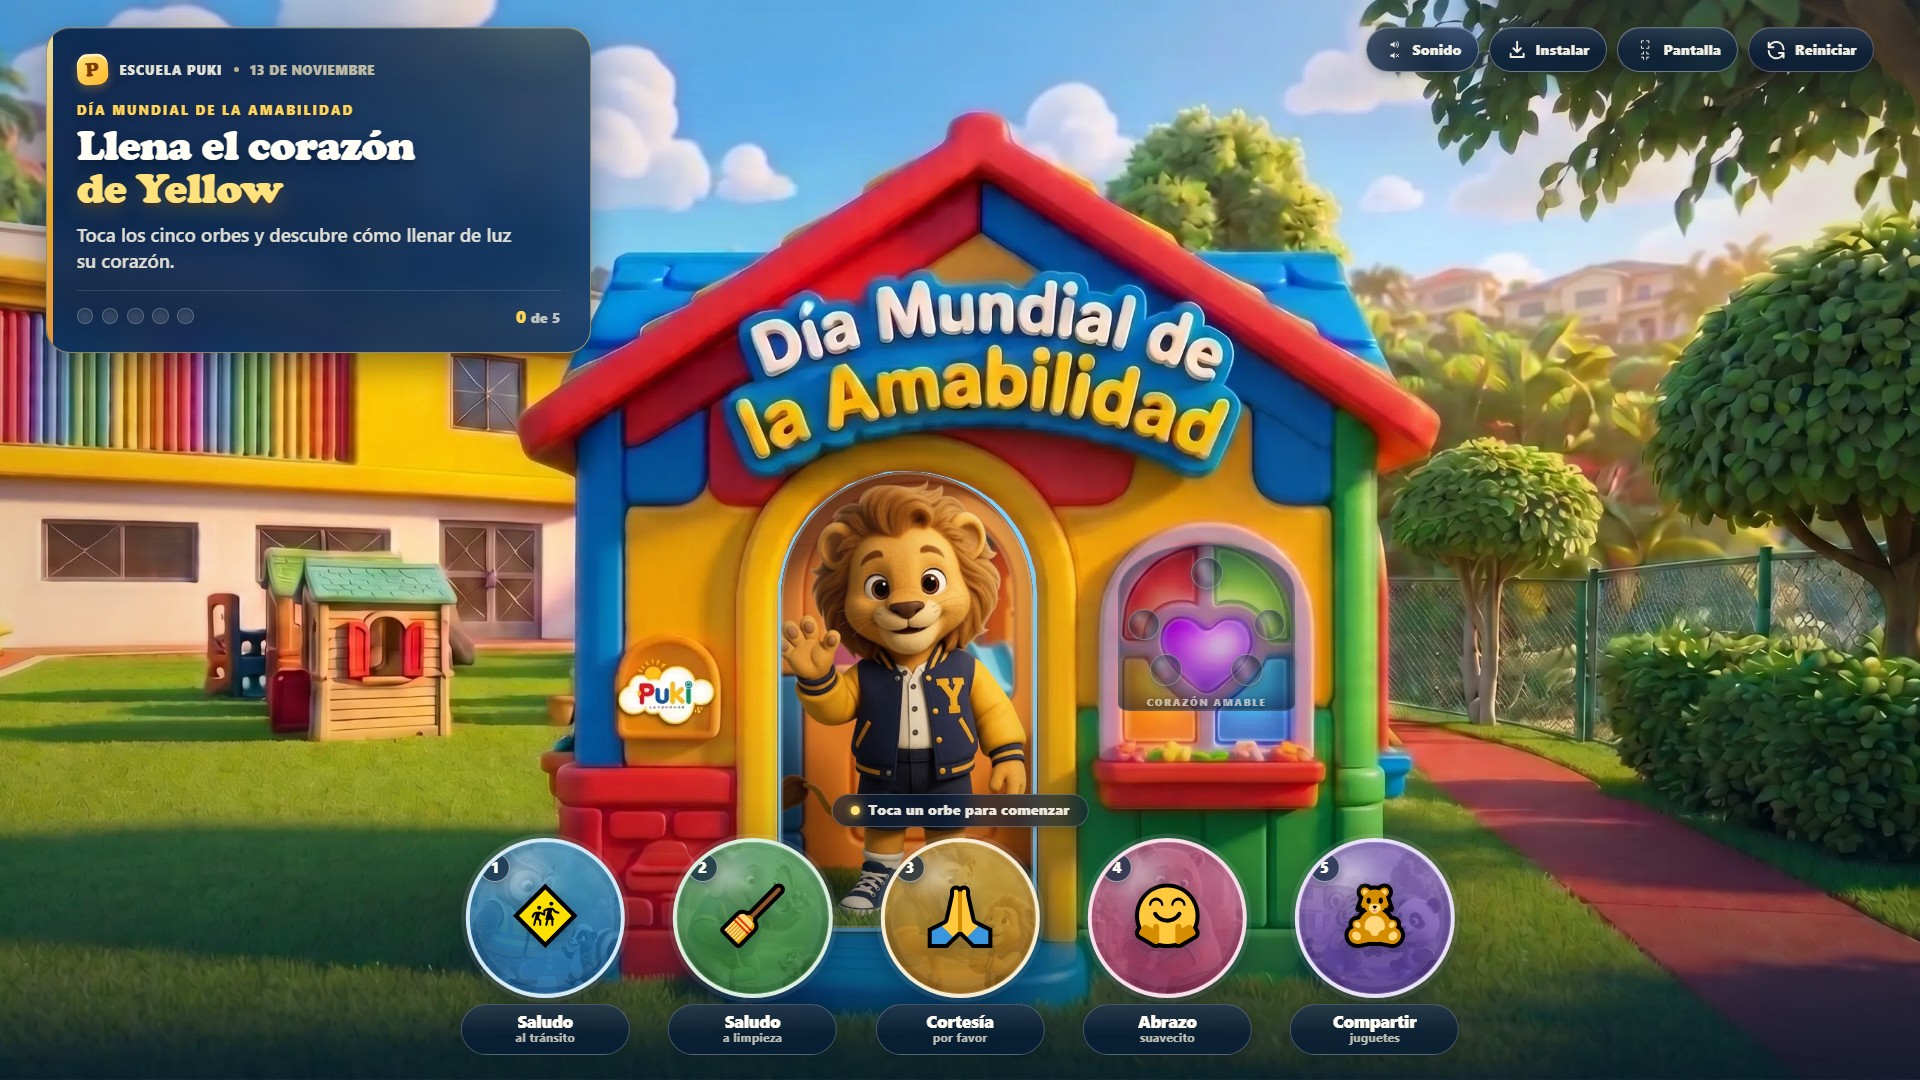 P
ESCUELA PUKI • 13 DE NOVIEMBRE
DÍA MUNDIAL DE LA AMABILIDAD
Llena el corazón
de Yellow
Toca los cinco orbes y descubre cómo llenar de luz
su corazón.
0 de 5
Sonido
Instalar
Pantalla
Reiniciar
Día Mundial de
la Amabilidad
Y
Puki
CORAZÓN AMABLE
Toca un orbe para comenzar
1
2
3
4
5
Saludo
al tránsito
Saludo
a limpieza
Cortesía
por favor
Abrazo
suavecito
Compartir
juguetes